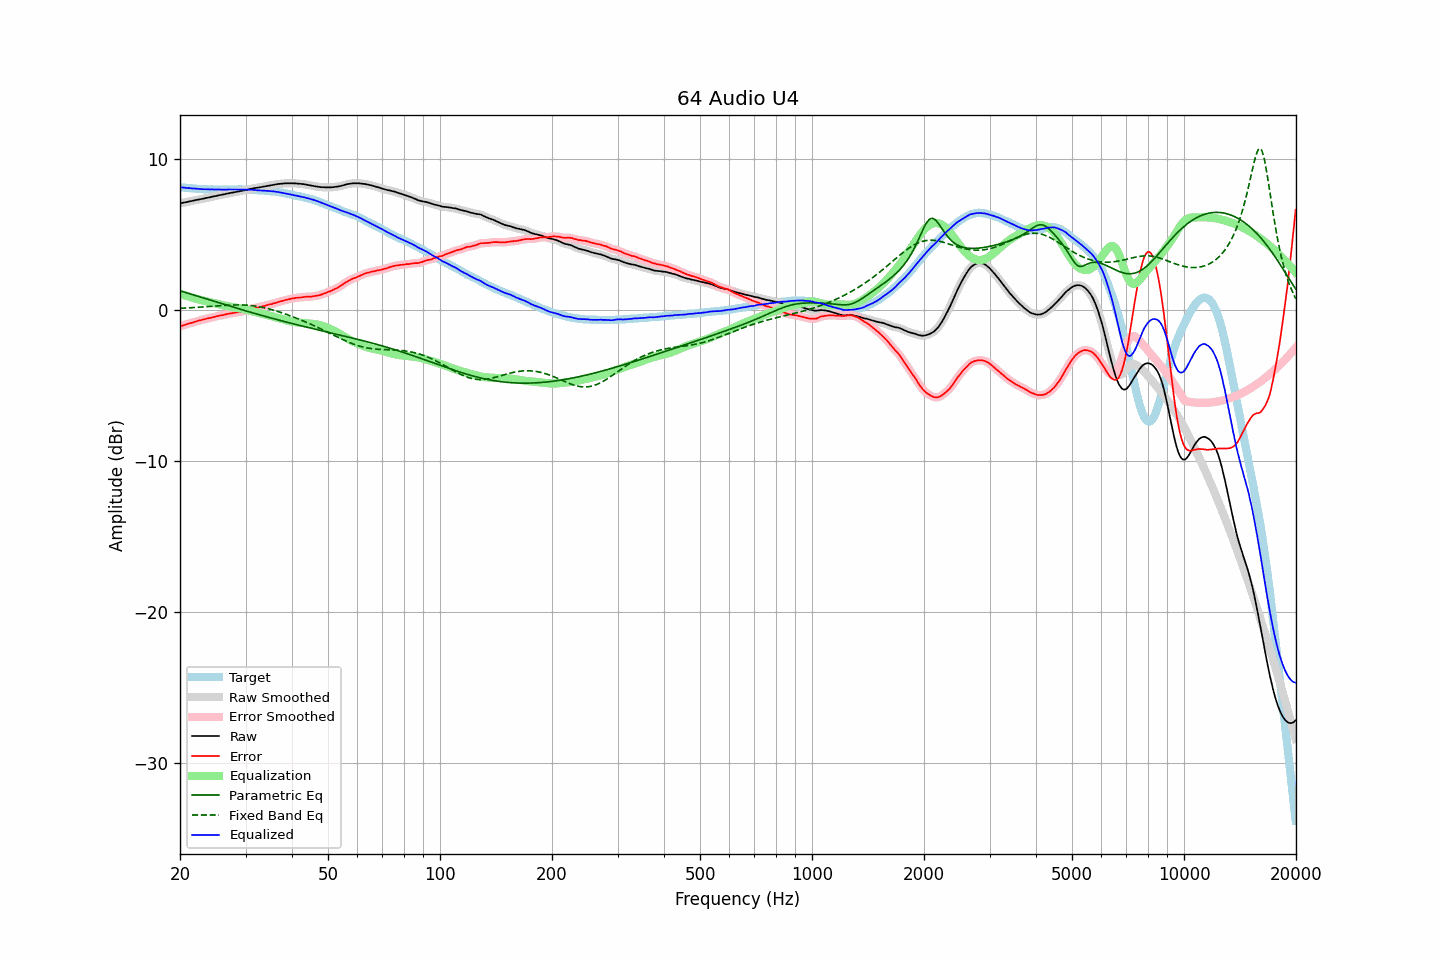 64 Audio U4
10
0
−10
−20
−30
Amplitude (dBr)
Target
Raw Smoothed
Error Smoothed
Raw
Error
Equalization
Parametric Eq
Fixed Band Eq
Equalized
20 50 100 200 500 1000 2000 5000 10000 20000
Frequency (Hz)